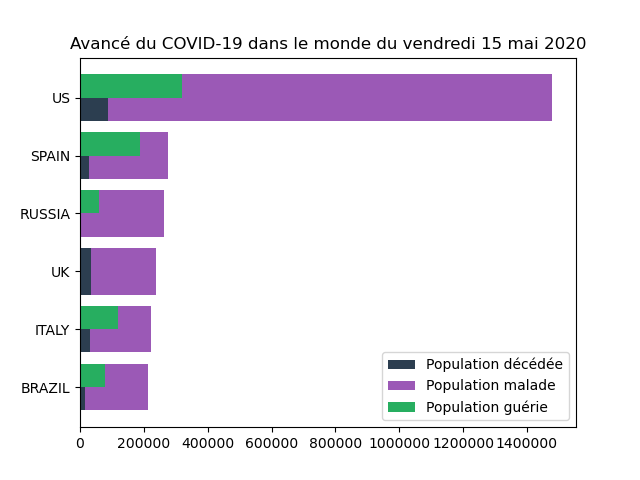 Avancé du COVID-19 dans le monde du vendredi 15 mai 2020
US
SPAIN
RUSSIA
UK
ITALY
BRAZIL
Population décédée
Population malade
Population guérie
0 200000 400000 600000 800000 1000000 1200000 1400000